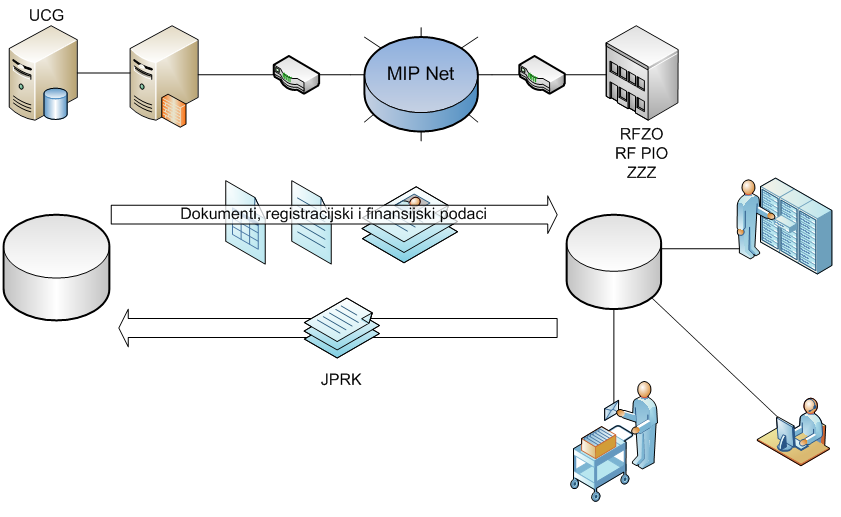 UCG
MIP Net
RFZO
RF PIO
ZZZ
Dokumenti, registracijski i finansijski podaci
JPRK